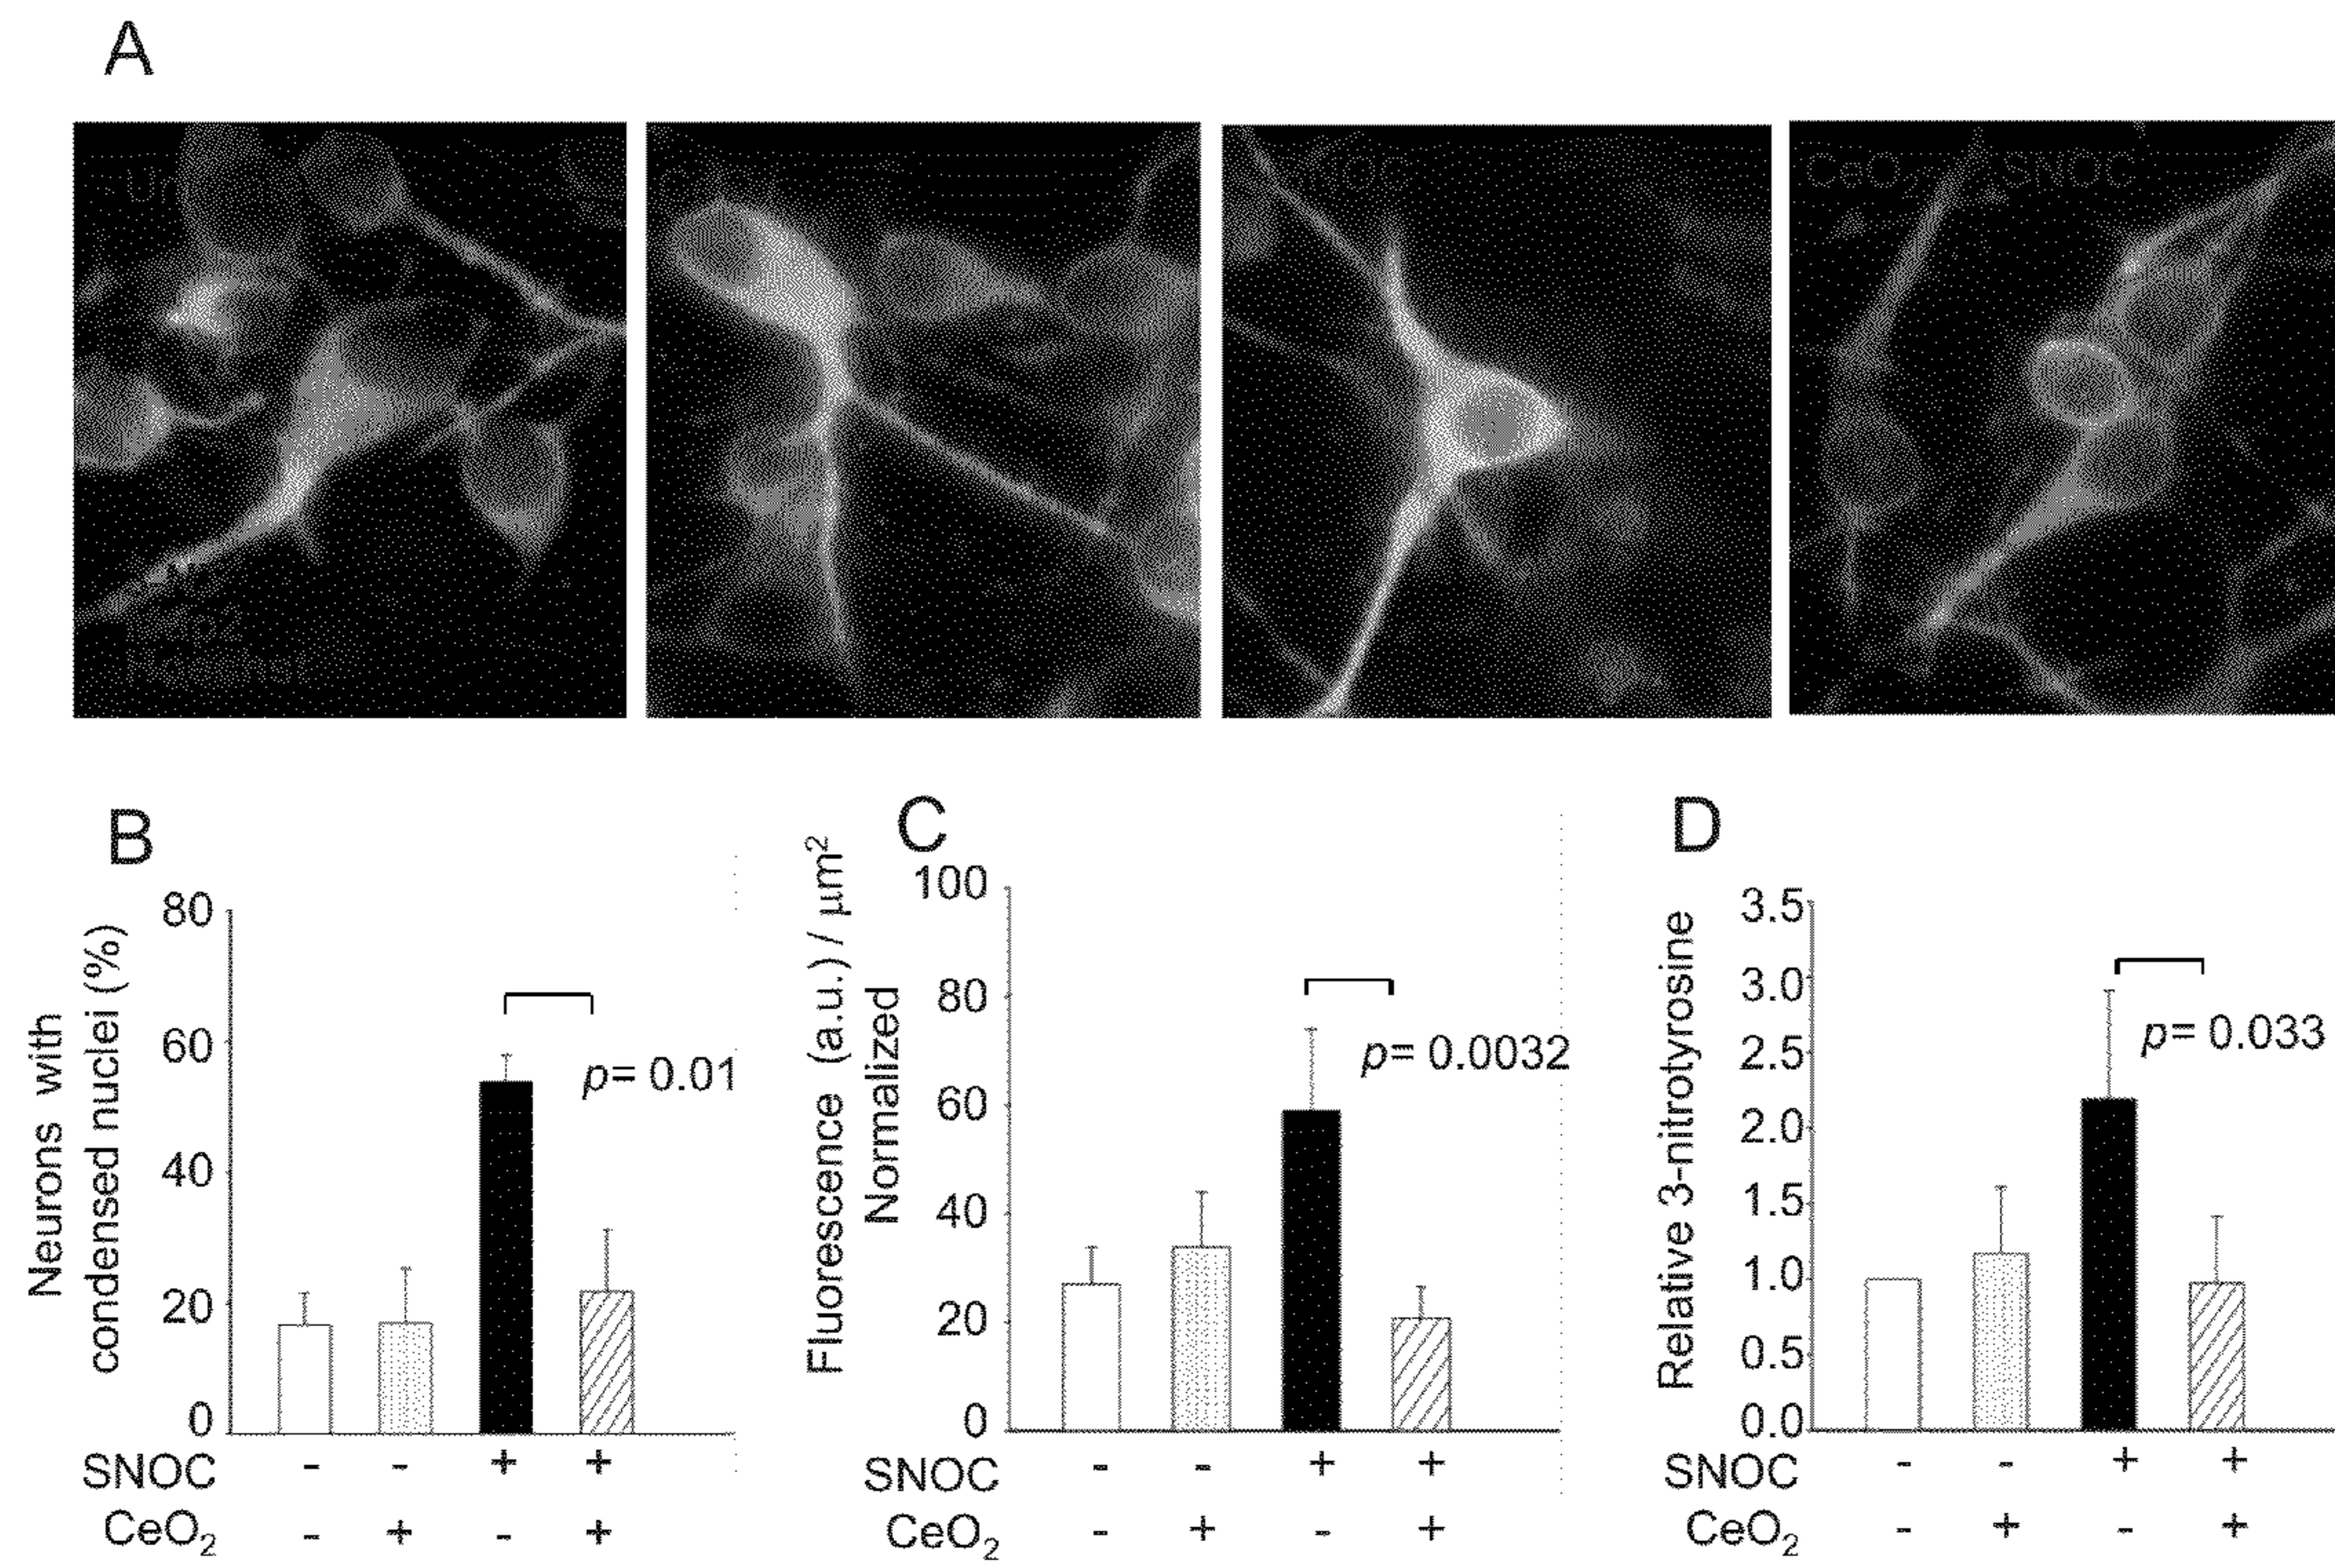 A
CeO2 SNOC
Hoechst
B
Neurons with
condensed nuclei (%)
80
60
40
20
0
p= 0.01
SNOC - - + +
CeO2 - + - +
C
Fluorescence (a.u.) / μm²
Normalized
100
80
60
40
20
0
p= 0.0032
SNOC - - + +
CeO2 - + - +
D
Relative 3-nitrotyrosine
3.5
3.0
2.5
2.0
1.5
1.0
0.5
0.0
p= 0.033
SNOC - - + +
CeO2 - + - +